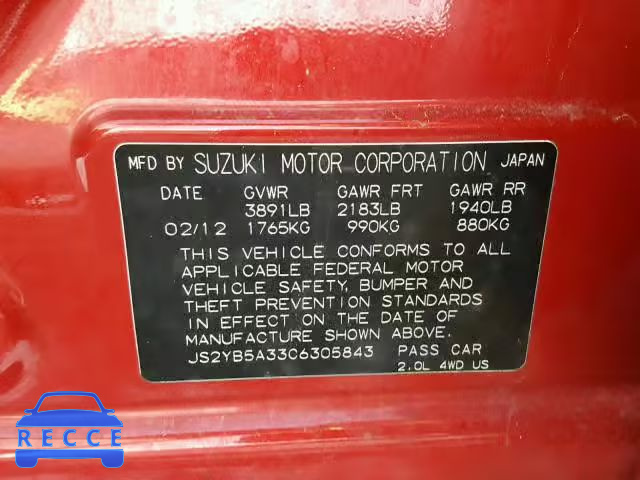 MFD BY SUZUKI MOTOR CORPORATION JAPAN
DATE GVWR GAWR FRT GAWR RR
3891LB 2183LB 1940LB
02/12 1765KG 990KG 880KG
THIS VEHICLE CONFORMS TO ALL
APPLICABLE FEDERAL MOTOR
VEHICLE SAFETY, BUMPER AND
THEFT PREVENTION STANDARDS
IN EFFECT ON THE DATE OF
MANUFACTURE SHOWN ABOVE.
JS2YB5A33C6305843 PASS CAR
2.0L 4WD US
RECCE